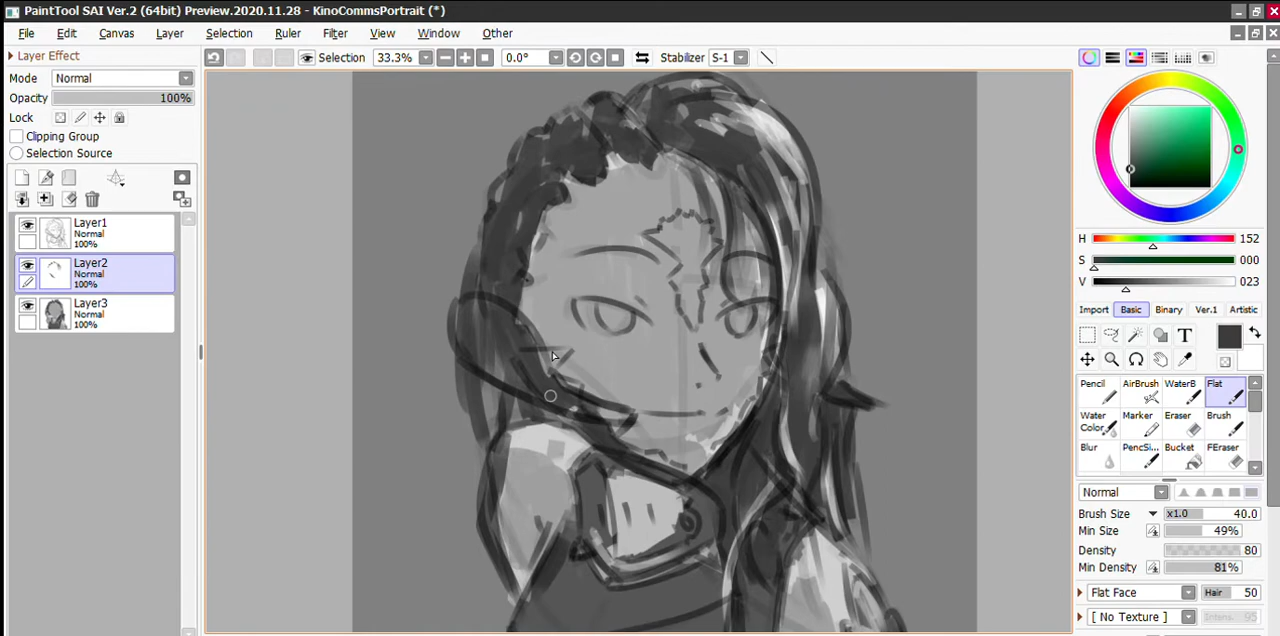 PaintTool SAI Ver.2 (64bit) Preview.2020.11.28 - KinoCommsPortrait (*)
File Edit Canvas Layer Selection Ruler Filter View Window Other
Layer Effect
Mode Normal
Opacity 100%
Lock
Clipping Group
Selection Source
Layer1
Normal
100%
Layer2
Normal
100%
Layer3
Normal
100%
Selection 33.3% 0.0° Stabilizer S-1
H 152
S 000
V 023
Import Basic Binary Ver.1 Artistic
T
Pencil AirBrush WaterB Flat
Water Color Marker Eraser Brush
Blur PencSi... Bucket FEraser
Normal
Brush Size x1.0 40.0
Min Size 49%
Density 80
Min Density 81%
Flat Face Hair 50
[ No Texture ] Intens. 95